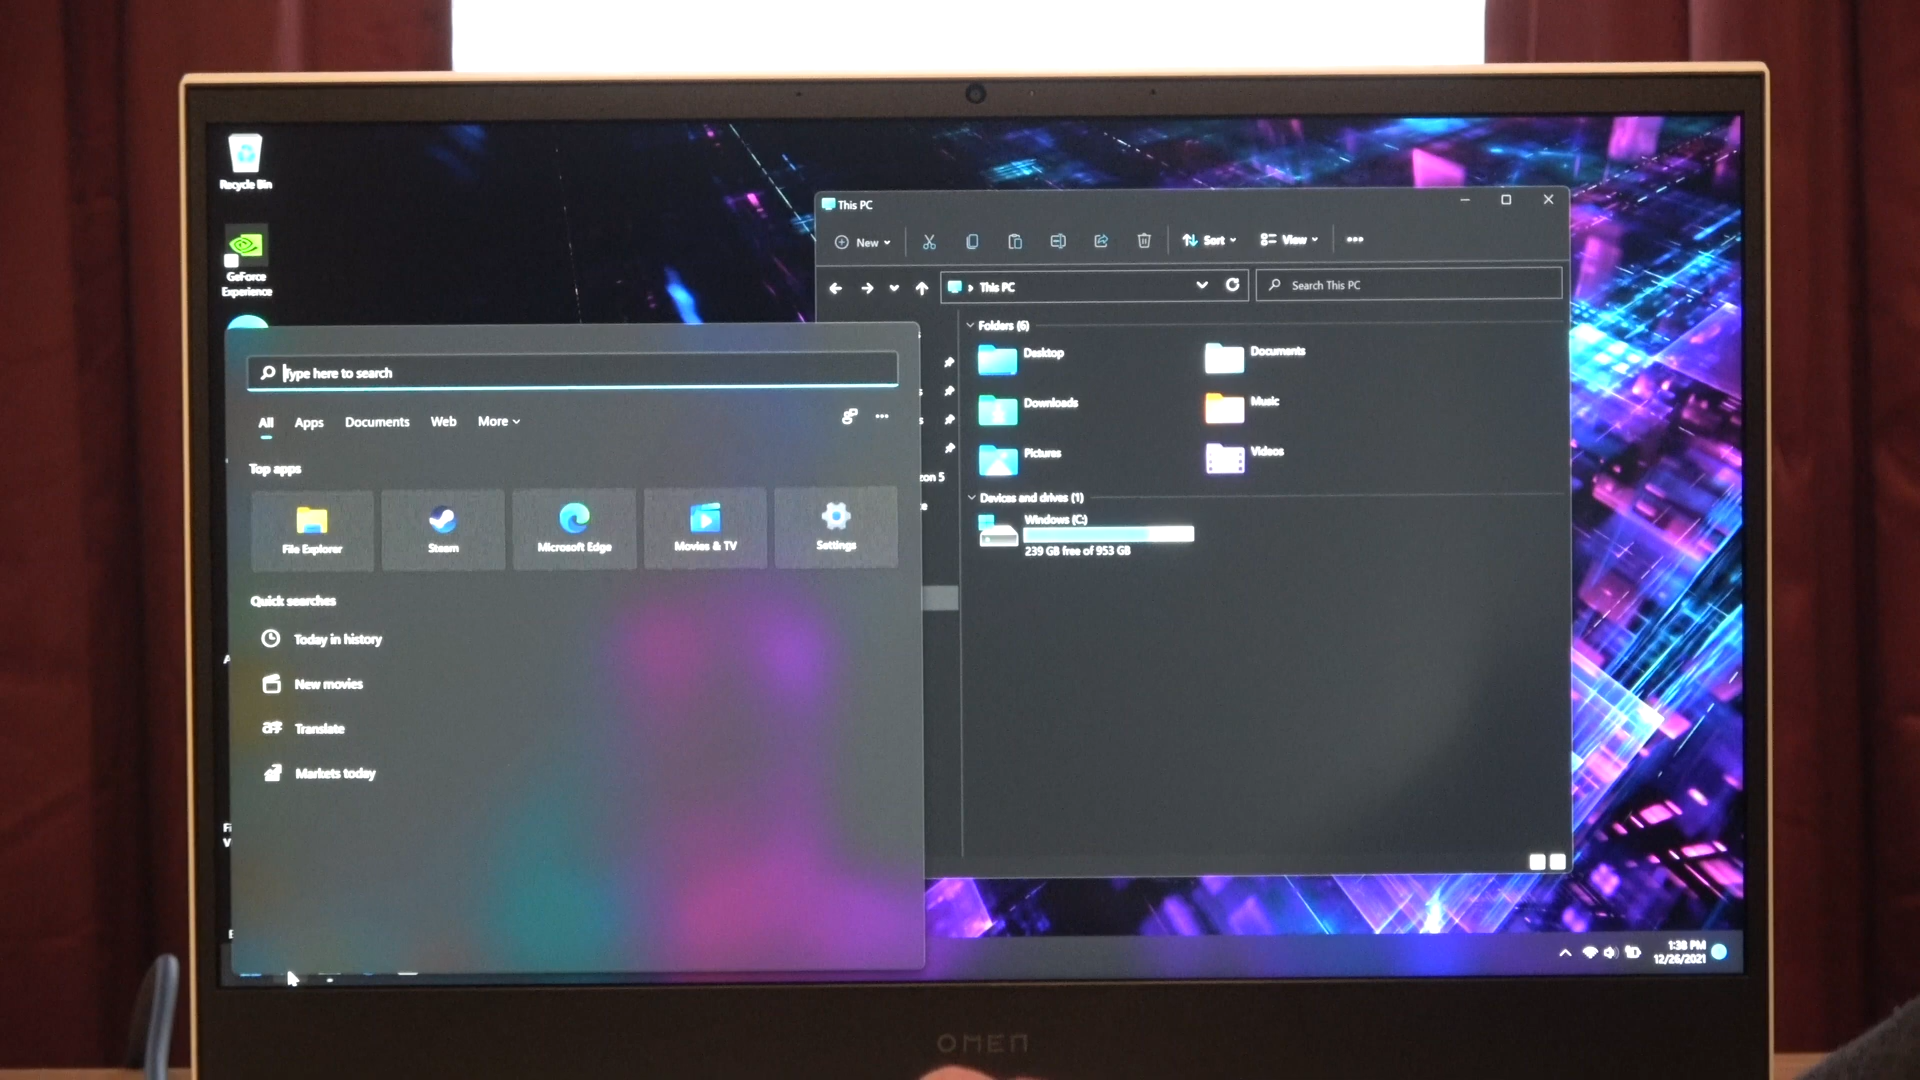 Recycle Bin
GeForce
Experience
This PC
New
Sort
View
This PC
Search This PC
Type here to search
All
Apps
Documents
Web
More
Top apps
File Explorer
Steam
Microsoft Edge
Movies & TV
Settings
Quick searches
Today in history
New movies
Translate
Markets today
zon 5
Folders (6)
Desktop
Documents
Downloads
Music
Pictures
Videos
Devices and drives (1)
Windows (C:)
239 GB free of 953 GB
1:38 PM
12/26/2021
OMEN